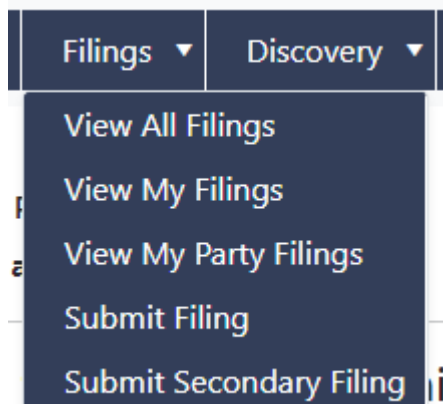 Filings ▼ Discovery ▼
View All Filings
View My Filings
View My Party Filings
Submit Filing
Submit Secondary Filing